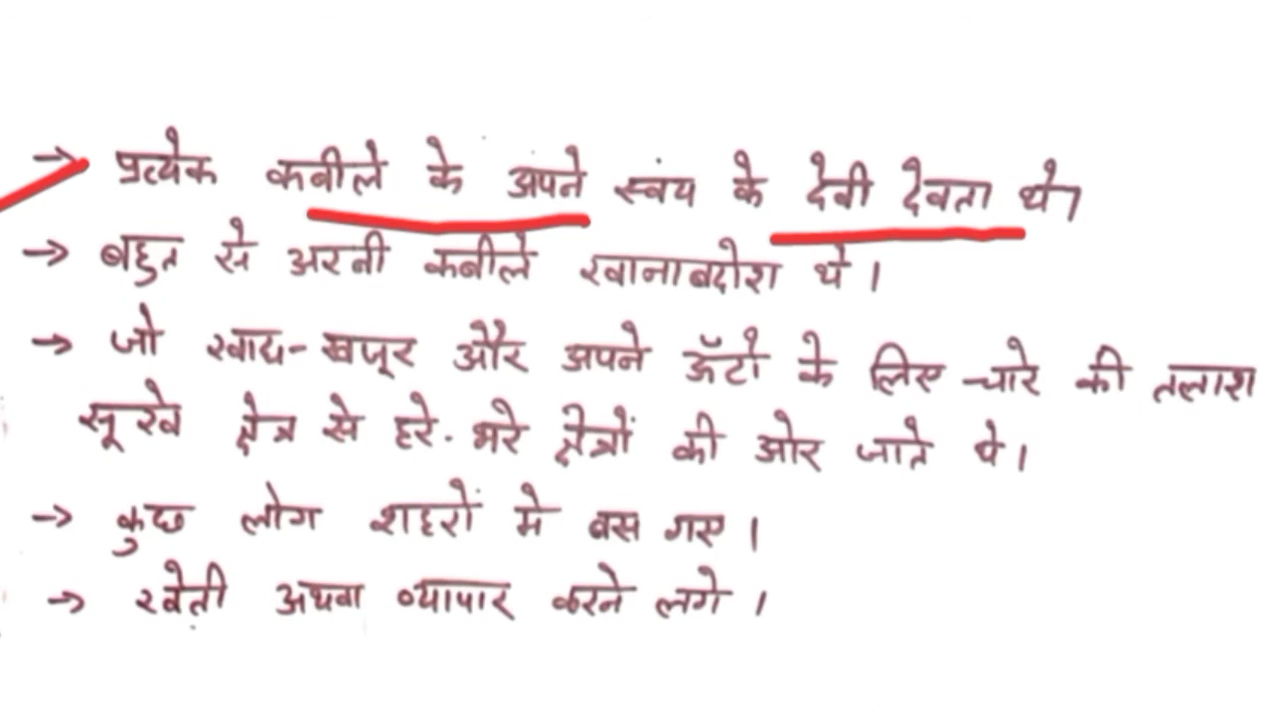 → प्रत्येक कबीले के अपने स्वंय के देवी देवता थे।
→ बहुत से अरबी कबीले खानाबदोश थे ।
→ जो खाद्य-खजूर और अपने ऊँटो के लिए चारे की तलाश
सूखे क्षेत्र से हरे-भरे क्षेत्रों की ओर जाते थे ।
→ कुछ लोग शहरों मे बस गए ।
→ खेती अथवा व्यापार करने लगे ।